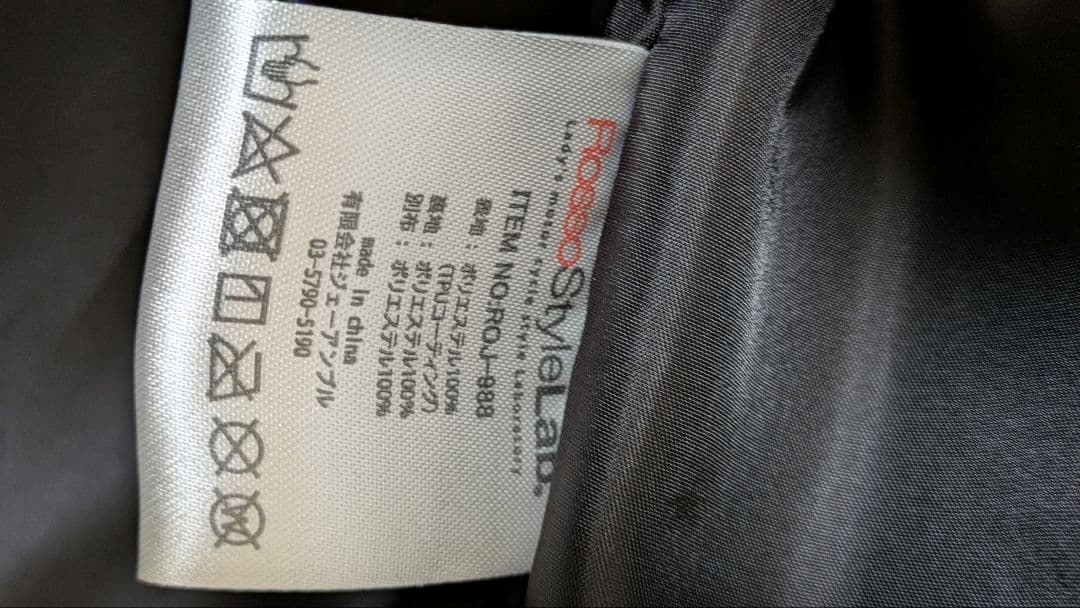 RossoStyleLab.
Lady's motor cycle style Laboratory
ITEM NO.ROJ-988
表地：ポリエステル100%
(TPUコーティング)
裏地：ポリエステル100%
別布：ポリエステル100%
made in china
有限会社ジェーアンブル
03-5790-5190